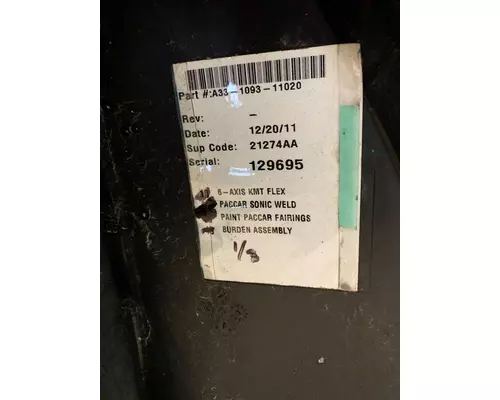 Part #:A33-1093-11020
Rev: -
Date: 12/20/11
Sup Code: 21274AA
Serial: 129695
6-AXIS KMT FLEX
PACCAR SONIC WELD
PAINT PACCAR FAIRINGS
BURDEN ASSEMBLY